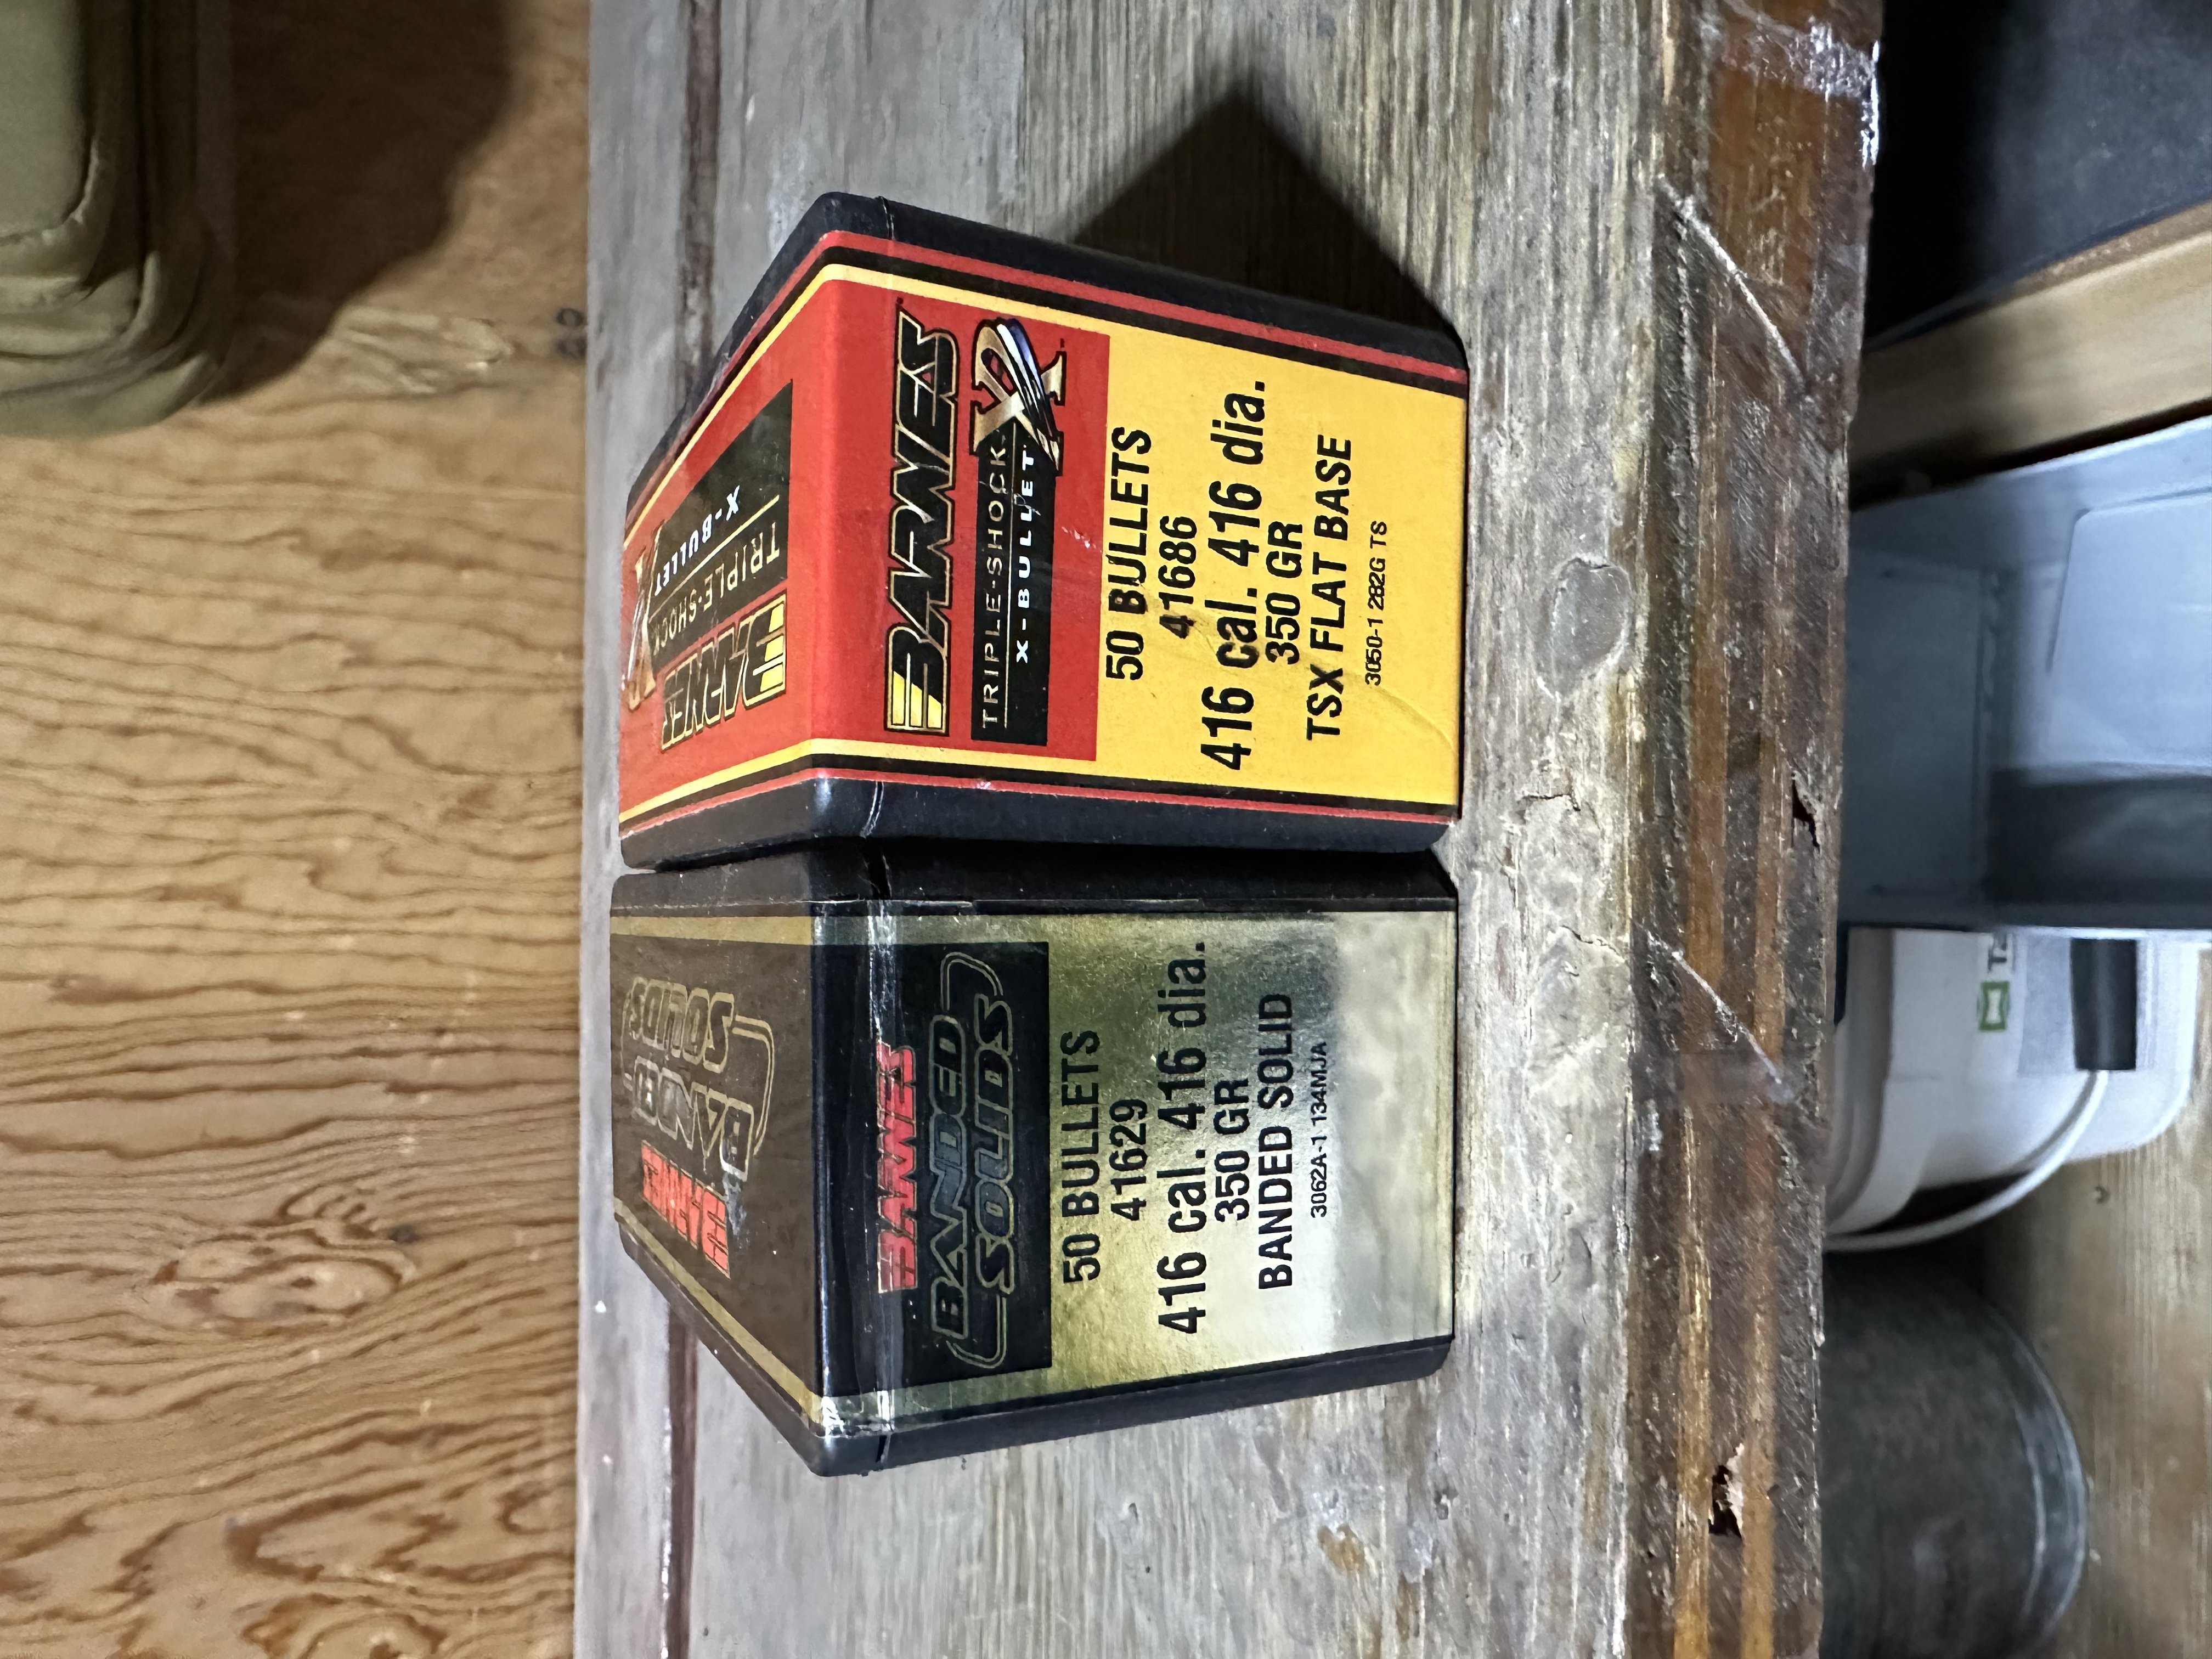 BARNES
BANDED
SOLIDS
BARNES
BANDED
SOLIDS
50 BULLETS
41629
416 cal. 416 dia.
350 GR
BANDED SOLID
3062A-1 134MJA
BARNES
TRIPLE-SHOCK
X-BULLET
X
BARNES
TRIPLE-SHOCK
X-BULLET
X
50 BULLETS
41686
416 cal. 416 dia.
350 GR
TSX FLAT BASE
3050-1 282G TS